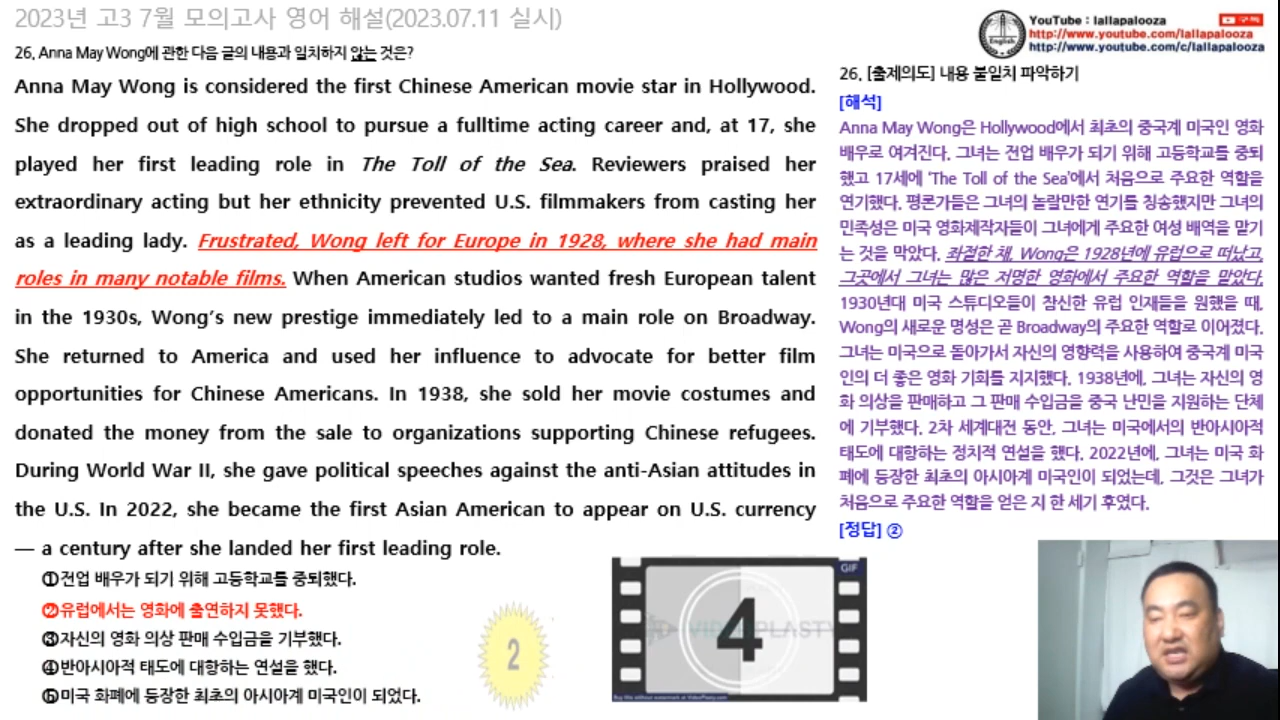 2023년 고3 7월 모의고사 영어 해설(2023.07.11 실시)
26. Anna May Wong에 관한 다음 글의 내용과 일치하지 않는 것은?
Anna May Wong is considered the first Chinese American movie star in Hollywood.
She dropped out of high school to pursue a fulltime acting career and, at 17, she
played her first leading role in The Toll of the Sea. Reviewers praised her
extraordinary acting but her ethnicity prevented U.S. filmmakers from casting her
as a leading lady. Frustrated, Wong left for Europe in 1928, where she had main
roles in many notable films. When American studios wanted fresh European talent
in the 1930s, Wong's new prestige immediately led to a main role on Broadway.
She returned to America and used her influence to advocate for better film
opportunities for Chinese Americans. In 1938, she sold her movie costumes and
donated the money from the sale to organizations supporting Chinese refugees.
During World War II, she gave political speeches against the anti-Asian attitudes in
the U.S. In 2022, she became the first Asian American to appear on U.S. currency
— a century after she landed her first leading role.
①전업 배우가 되기 위해 고등학교를 중퇴했다.
②유럽에서는 영화에 출연하지 못했다.
③자신의 영화 의상 판매 수입금을 기부했다.
④반아시아적 태도에 대항하는 연설을 했다.
⑤미국 화폐에 등장한 최초의 아시아계 미국인이 되었다.
2
GIF
4
VIDEOPLASTY
Buy this without watermark at VideoPlasty.com
English
YouTube : lallapalooza
구독
http://www.youtube.com/lallapalooza
http://www.youtube.com/c/lallapalooza
26. [출제의도] 내용 불일치 파악하기
[해석]
Anna May Wong은 Hollywood에서 최초의 중국계 미국인 영화
배우로 여겨진다. 그녀는 전업 배우가 되기 위해 고등학교를 중퇴
했고 17세에 'The Toll of the Sea'에서 처음으로 주요한 역할을
연기했다. 평론가들은 그녀의 놀랄만한 연기를 칭송했지만 그녀의
민족성은 미국 영화제작자들이 그녀에게 주요한 여성 배역을 맡기
는 것을 막았다. 좌절한 채, Wong은 1928년에 유럽으로 떠났고,
그곳에서 그녀는 많은 저명한 영화에서 주요한 역할을 맡았다.
1930년대 미국 스튜디오들이 참신한 유럽 인재들을 원했을 때,
Wong의 새로운 명성은 곧 Broadway의 주요한 역할로 이어졌다.
그녀는 미국으로 돌아가서 자신의 영향력을 사용하여 중국계 미국
인의 더 좋은 영화 기회를 지지했다. 1938년에, 그녀는 자신의 영
화 의상을 판매하고 그 판매 수입금을 중국 난민을 지원하는 단체
에 기부했다. 2차 세계대전 동안, 그녀는 미국에서의 반아시아적
태도에 대항하는 정치적 연설을 했다. 2022년에, 그녀는 미국 화
폐에 등장한 최초의 아시아계 미국인이 되었는데, 그것은 그녀가
처음으로 주요한 역할을 얻은 지 한 세기 후였다.
[정답] ②